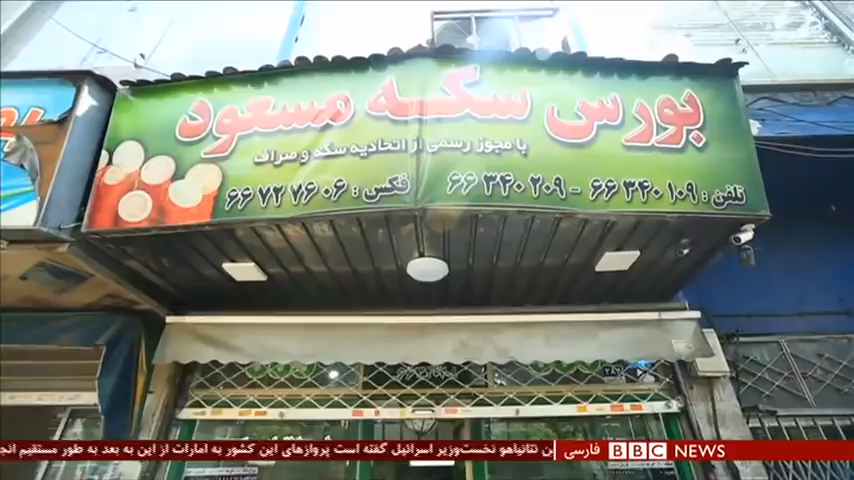 بورس سکه مسعود
با مجوز رسمی از اتحادیه سکه و صراف
تلفن: ۶۶۳۴۰۱۰۹ - ۶۶۳۴۰۲۰۹
فکس: ۶۶۷۲۷۶۰۶
ن نتانیاهو نخست‌وزیر اسرائیل گفته است پروازهای این کشور به امارات از این به بعد به طور مستقیم انج
فارسی BBC NEWS